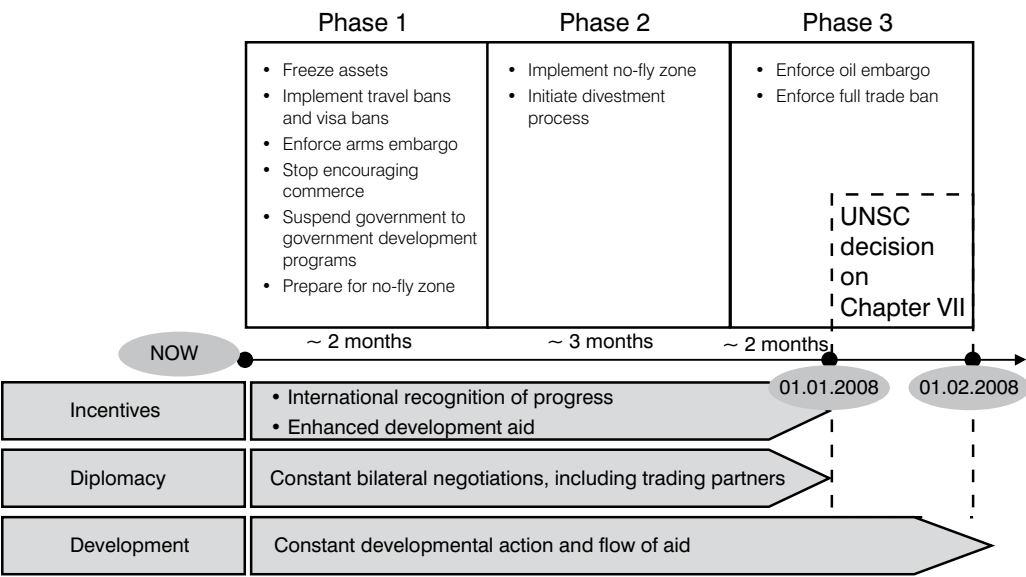 Phase 1
Phase 2
Phase 3
• Freeze assets
• Implement travel bans
and visa bans
• Enforce arms embargo
• Stop encouraging
commerce
• Suspend government to
government development
programs
• Prepare for no-fly zone
• Implement no-fly zone
• Initiate divestment
process
• Enforce oil embargo
• Enforce full trade ban
UNSC
decision
on
Chapter VII
NOW
~ 2 months
~ 3 months
~ 2 months
01.01.2008
01.02.2008
Incentives
• International recognition of progress
• Enhanced development aid
Diplomacy
Constant bilateral negotiations, including trading partners
Development
Constant developmental action and flow of aid